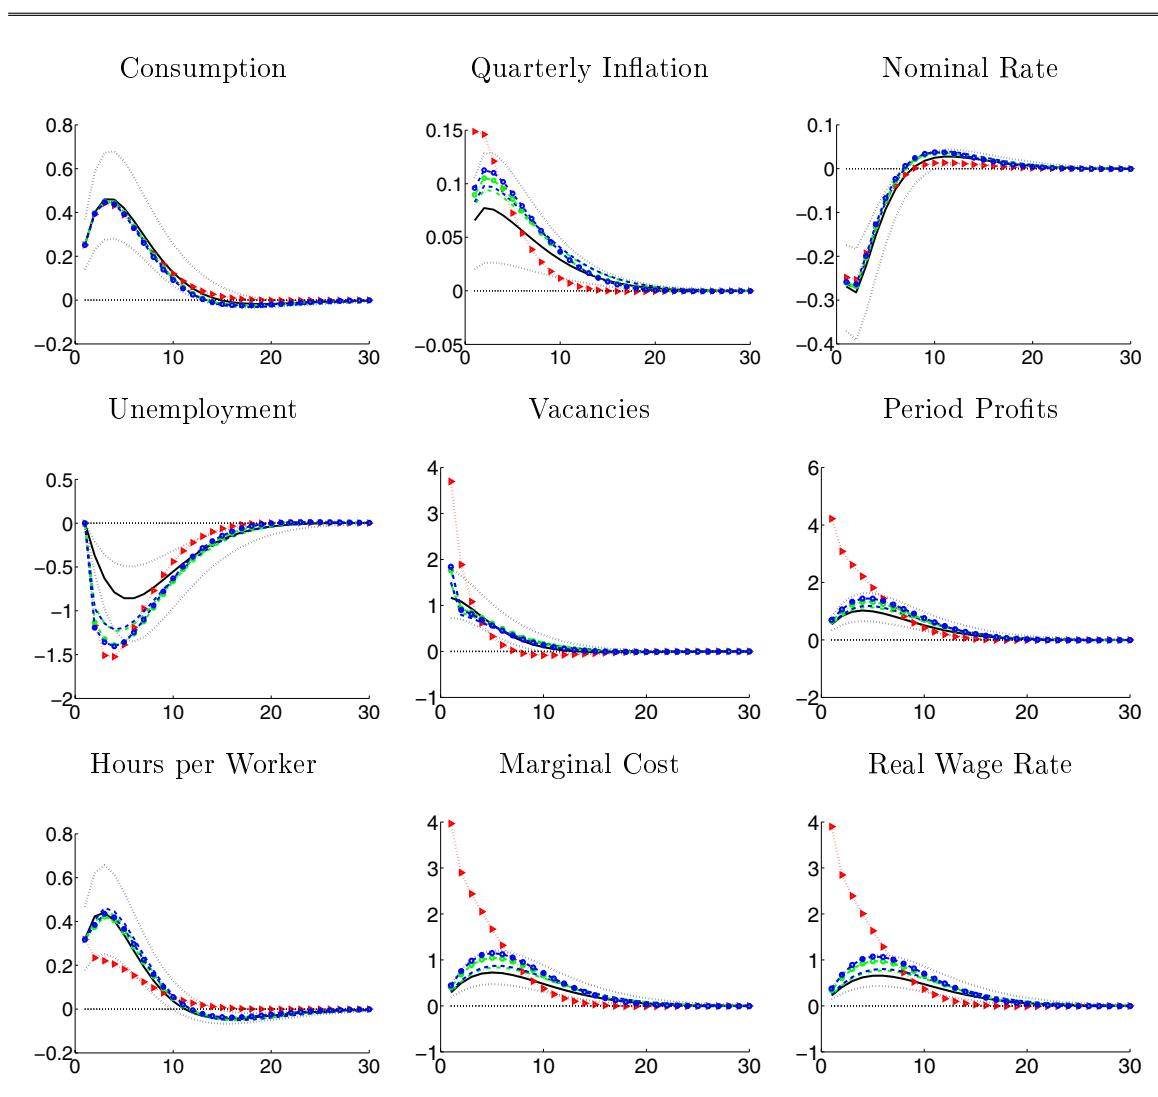 Consumption Quarterly Inflation Nominal Rate
0.8 0.6 0.4 0.2 0 −0.2
0 10 20 30
0.15 0.1 0.05 0 −0.05
0 10 20 30
0.1 0 −0.1 −0.2 −0.3 −0.4
0 10 20 30
Unemployment Vacancies Period Profits
0.5 0 −0.5 −1 −1.5 −2
0 10 20 30
4 3 2 1 0 −1
0 10 20 30
6 4 2 0 −2
0 10 20 30
Hours per Worker Marginal Cost Real Wage Rate
0.8 0.6 0.4 0.2 0 −0.2
0 10 20 30
4 3 2 1 0 −1
0 10 20 30
4 3 2 1 0 −1
0 10 20 30